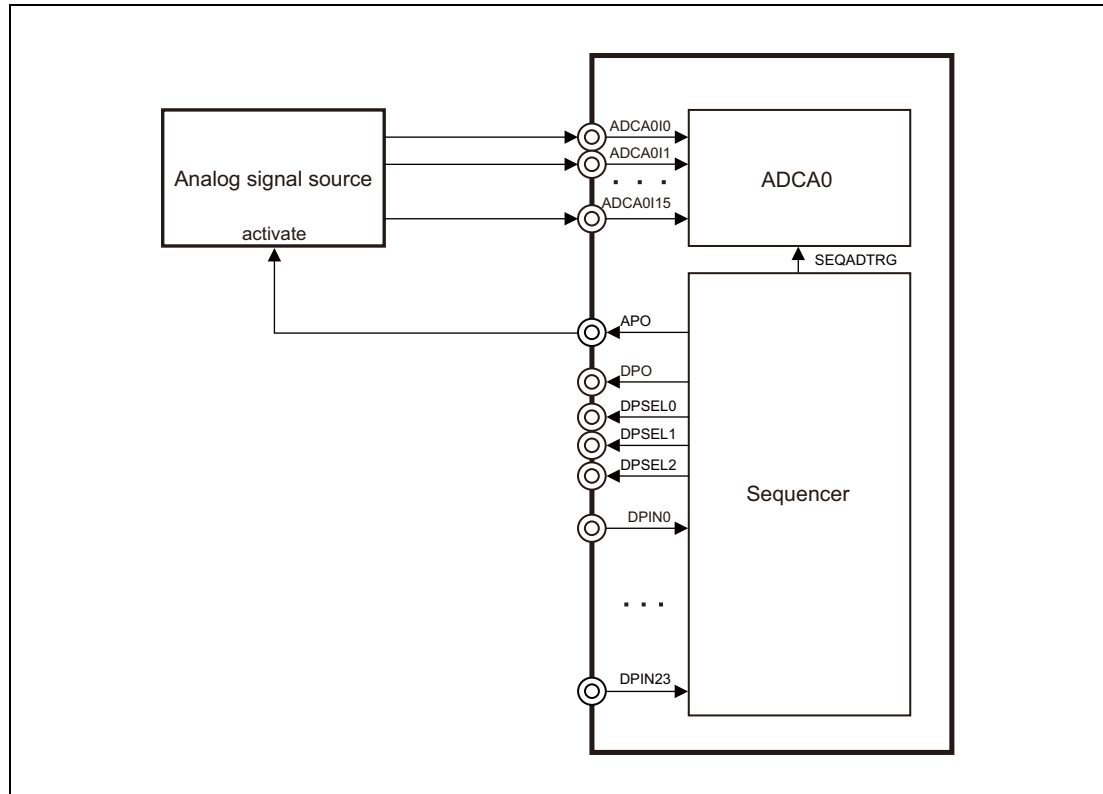 ADCA0I0
ADCA0I1
. . .
ADCA0I15
Analog signal source
activate
ADCA0
SEQADTRG
APO
DPO
DPSEL0
DPSEL1
DPSEL2
Sequencer
DPIN0
. . .
DPIN23